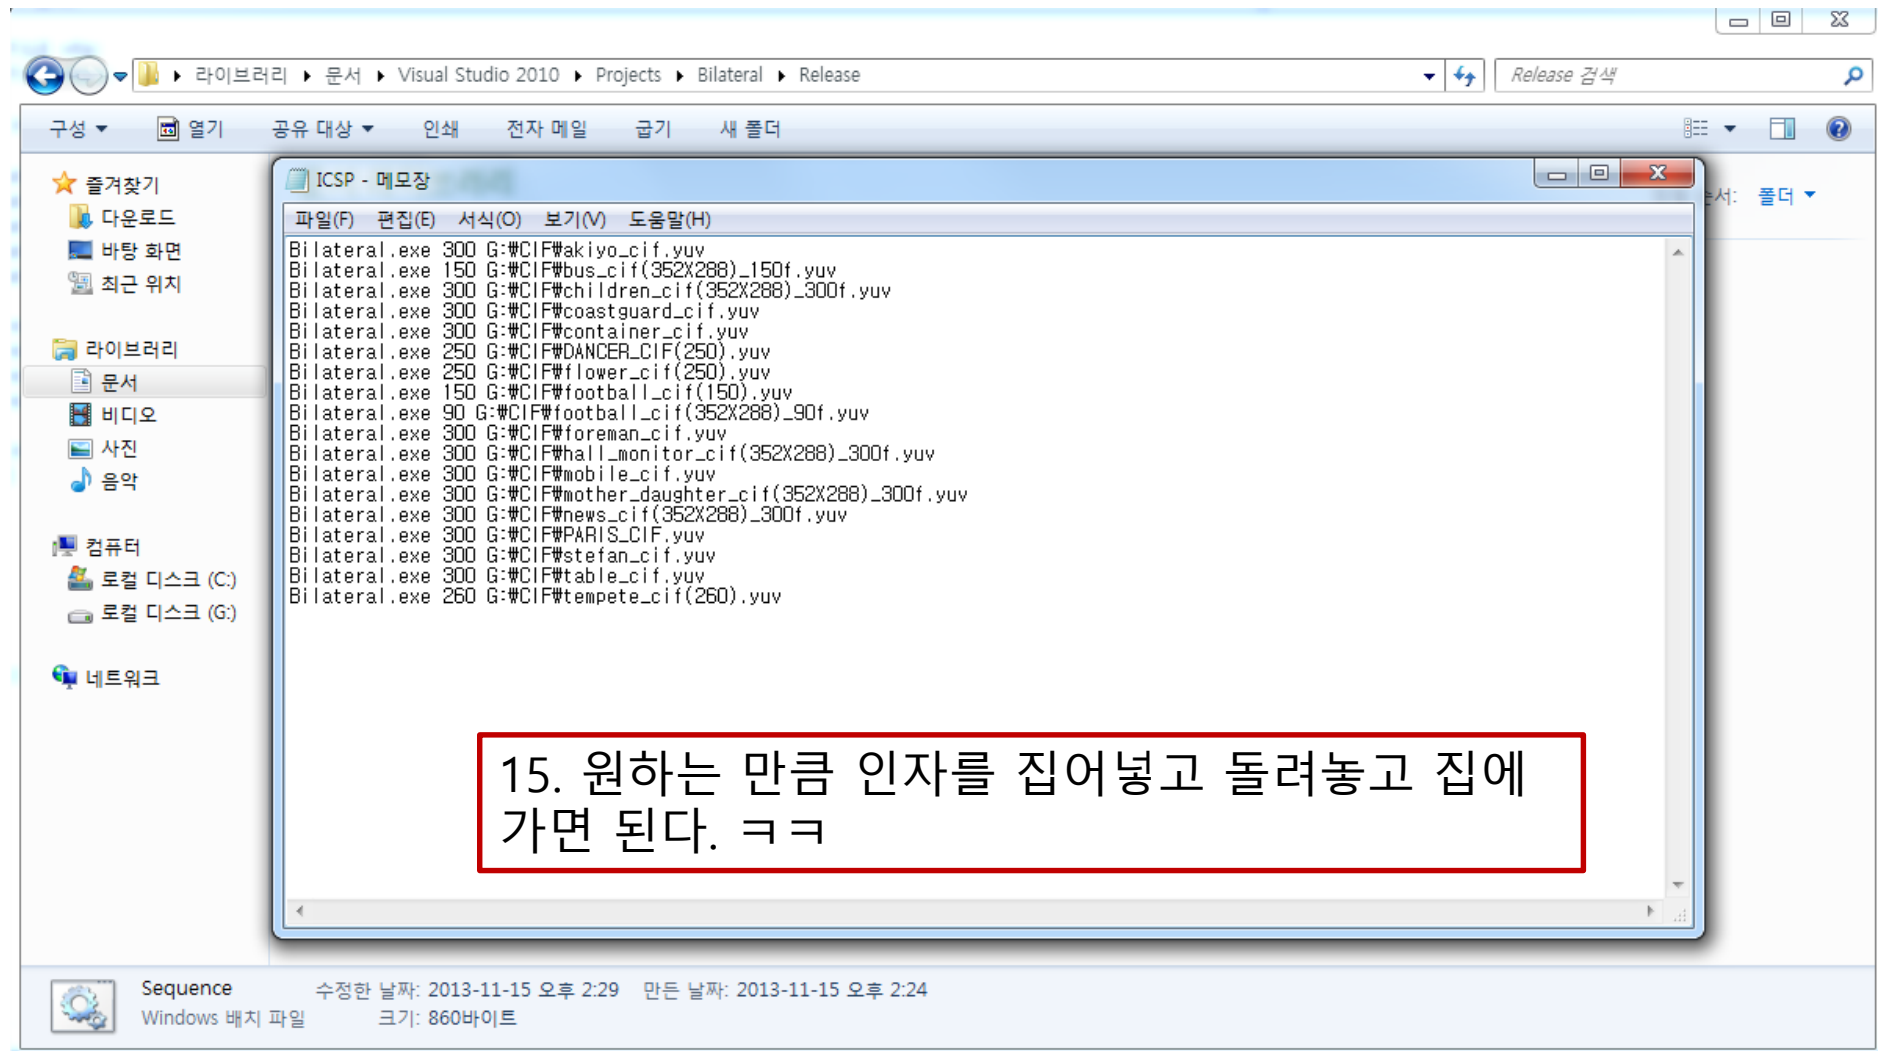 라이브러리 ▸ 문서 ▸ Visual Studio 2010 ▸ Projects ▸ Bilateral ▸ Release
Release 검색
구성 열기 공유 대상 인쇄 전자 메일 굽기 새 폴더
즐겨찾기
다운로드
바탕 화면
최근 위치
라이브러리
문서
비디오
사진
음악
컴퓨터
로컬 디스크 (C:)
로컬 디스크 (G:)
네트워크
폴더
ICSP - 메모장
파일(F) 편집(E) 서식(O) 보기(V) 도움말(H)
Bilateral.exe 300 G:₩CIF₩akiyo_cif.yuv
Bilateral.exe 150 G:₩CIF₩bus_cif(352X288)_150f.yuv
Bilateral.exe 300 G:₩CIF₩children_cif(352X288)_300f.yuv
Bilateral.exe 300 G:₩CIF₩coastguard_cif.yuv
Bilateral.exe 300 G:₩CIF₩container_cif.yuv
Bilateral.exe 250 G:₩CIF₩DANCER_CIF(250).yuv
Bilateral.exe 250 G:₩CIF₩flower_cif(250).yuv
Bilateral.exe 150 G:₩CIF₩football_cif(150).yuv
Bilateral.exe 90 G:₩CIF₩football_cif(352X288)_90f.yuv
Bilateral.exe 300 G:₩CIF₩foreman_cif.yuv
Bilateral.exe 300 G:₩CIF₩hall_monitor_cif(352X288)_300f.yuv
Bilateral.exe 300 G:₩CIF₩mobile_cif.yuv
Bilateral.exe 300 G:₩CIF₩mother_daughter_cif(352X288)_300f.yuv
Bilateral.exe 300 G:₩CIF₩news_cif(352X288)_300f.yuv
Bilateral.exe 300 G:₩CIF₩PARIS_CIF.yuv
Bilateral.exe 300 G:₩CIF₩stefan_cif.yuv
Bilateral.exe 300 G:₩CIF₩table_cif.yuv
Bilateral.exe 260 G:₩CIF₩tempete_cif(260).yuv
15. 원하는 만큼 인자를 집어넣고 돌려놓고 집에
가면 된다. ㅋㅋ
Sequence 수정한 날짜: 2013-11-15 오후 2:29 만든 날짜: 2013-11-15 오후 2:24
Windows 배치 파일 크기: 860바이트